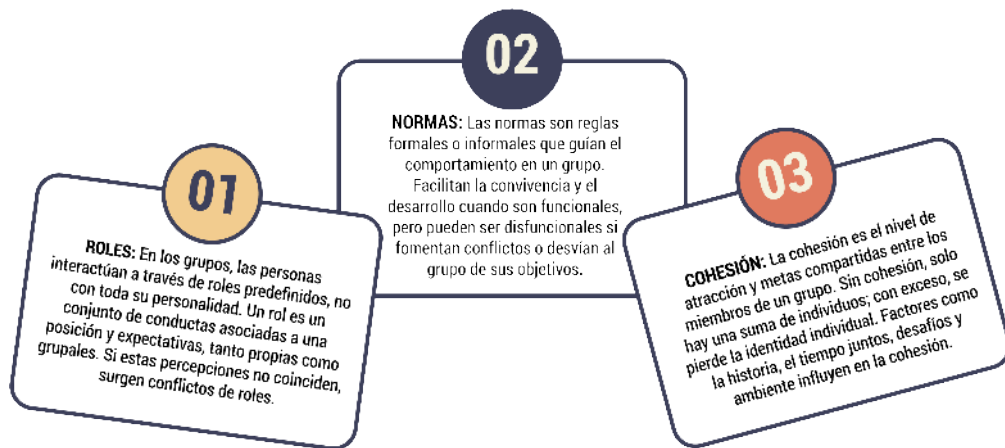 01
ROLES: En los grupos, las personas
interactúan a través de roles predefinidos, no
con toda su personalidad. Un rol es un
conjunto de conductas asociadas a una
posición y expectativas, tanto propias como
grupales. Si estas percepciones no coinciden,
surgen conflictos de roles.
02
NORMAS: Las normas son reglas
formales o informales que guían el
comportamiento en un grupo.
Facilitan la convivencia y el
desarrollo cuando son funcionales,
pero pueden ser disfuncionales si
fomentan conflictos o desvían al
grupo de sus objetivos.
03
COHESIÓN: La cohesión es el nivel de
atracción y metas compartidas entre los
miembros de un grupo. Sin cohesión, solo
hay una suma de individuos; con exceso, se
pierde la identidad individual. Factores como
la historia, el tiempo juntos, desafíos y
ambiente influyen en la cohesión.